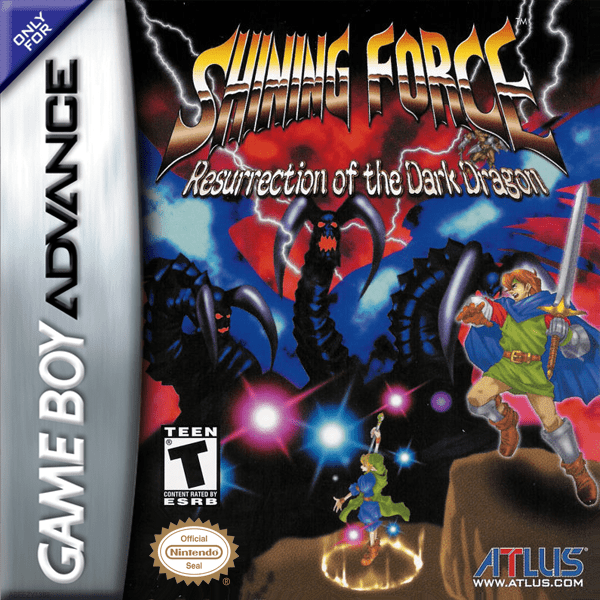 ONLY
FOR
GAME BOY ADVANCE
SHINING FORCE™
Resurrection of the Dark Dragon
TEEN
T
®
CONTENT RATED BY
ESRB
Official
Nintendo
Seal
®
ATLUS®
WWW.ATLUS.COM